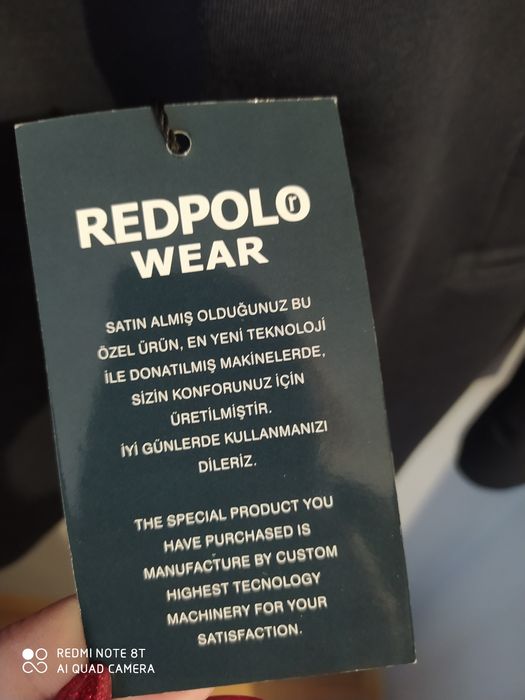 REDPOLO
WEAR
SATIN ALMIŞ OLDUĞUNUZ BU
ÖZEL ÜRÜN, EN YENİ TEKNOLOJİ
İLE DONATILMIŞ MAKİNELERDE,
SİZİN KONFORUNUZ İÇİN
ÜRETİLMİŞTİR.
İYİ GÜNLERDE KULLANMANIZI
DİLERİZ.
THE SPECIAL PRODUCT YOU
HAVE PURCHASED IS
MANUFACTURE BY CUSTOM
HIGHEST TECNOLOGY
MACHINERY FOR YOUR
SATISFACTION.
REDMI NOTE 8T
AI QUAD CAMERA